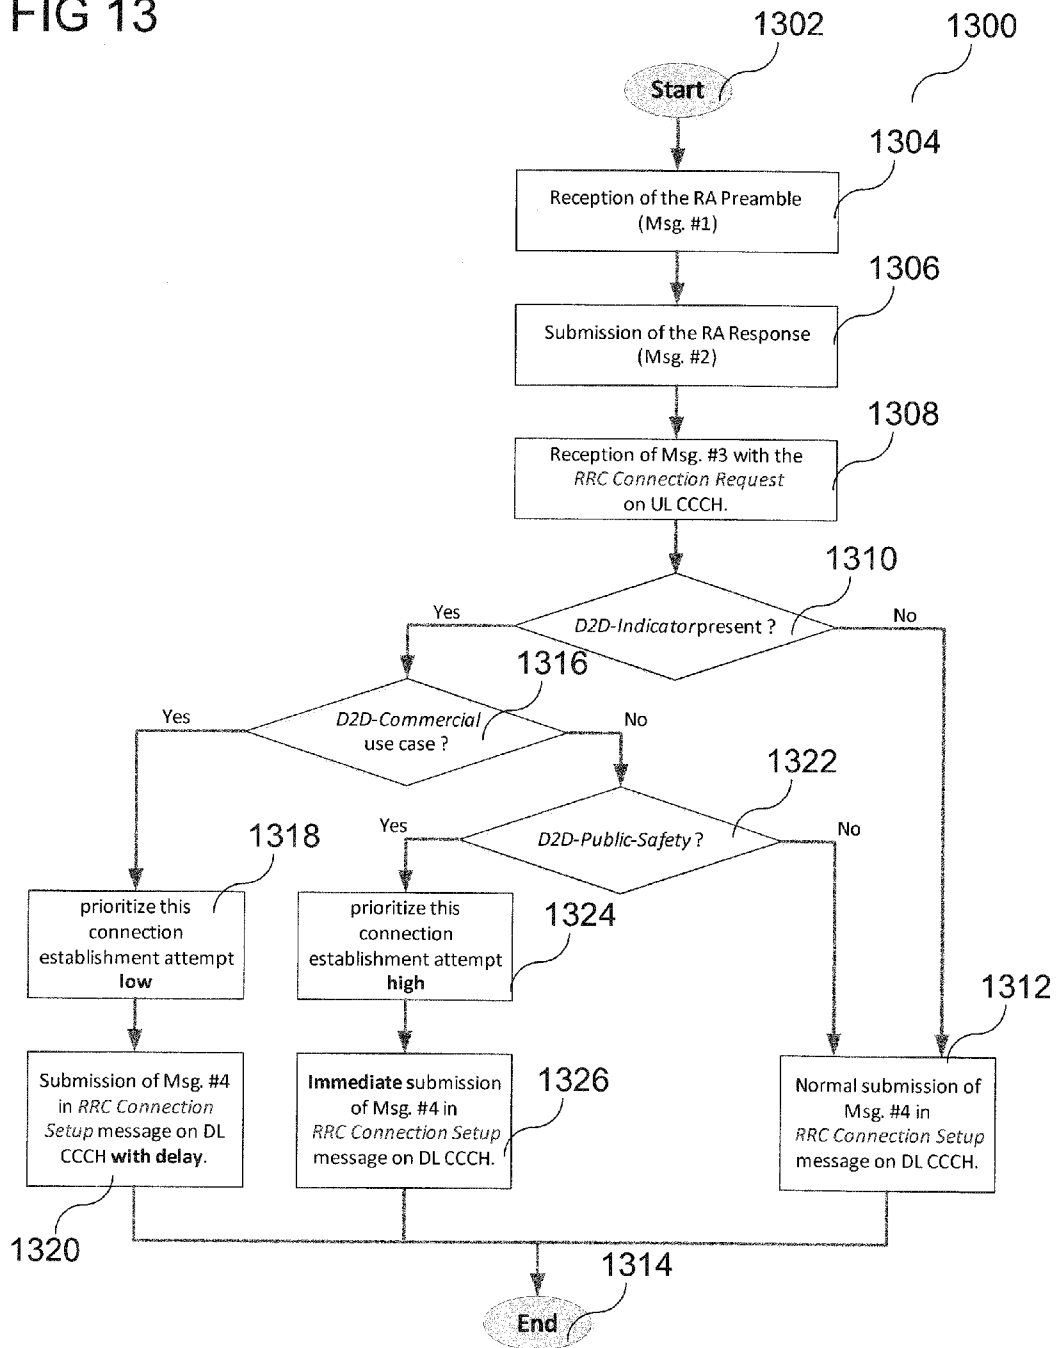 FIG 13
1302
1300
Start
1304
Reception of the RA Preamble
(Msg. #1)
1306
Submission of the RA Response
(Msg. #2)
1308
Reception of Msg. #3 with the
RRC Connection Request
on UL CCCH.
1310
Yes
D2D-Indicatorpresent ?
No
1316
Yes
D2D-Commercial
use case ?
No
1322
Yes
D2D-Public-Safety ?
No
1318
prioritize this
connection
establishment attempt
low
prioritize this
connection
establishment attempt
high
1324
1312
Submission of Msg. #4
in RRC Connection
Setup message on DL
CCCH with delay.
Immediate submission
of Msg. #4 in
RRC Connection Setup
message on DL CCCH.
1326
Normal submission of
Msg. #4 in
RRC Connection Setup
message on DL CCCH.
1320
1314
End